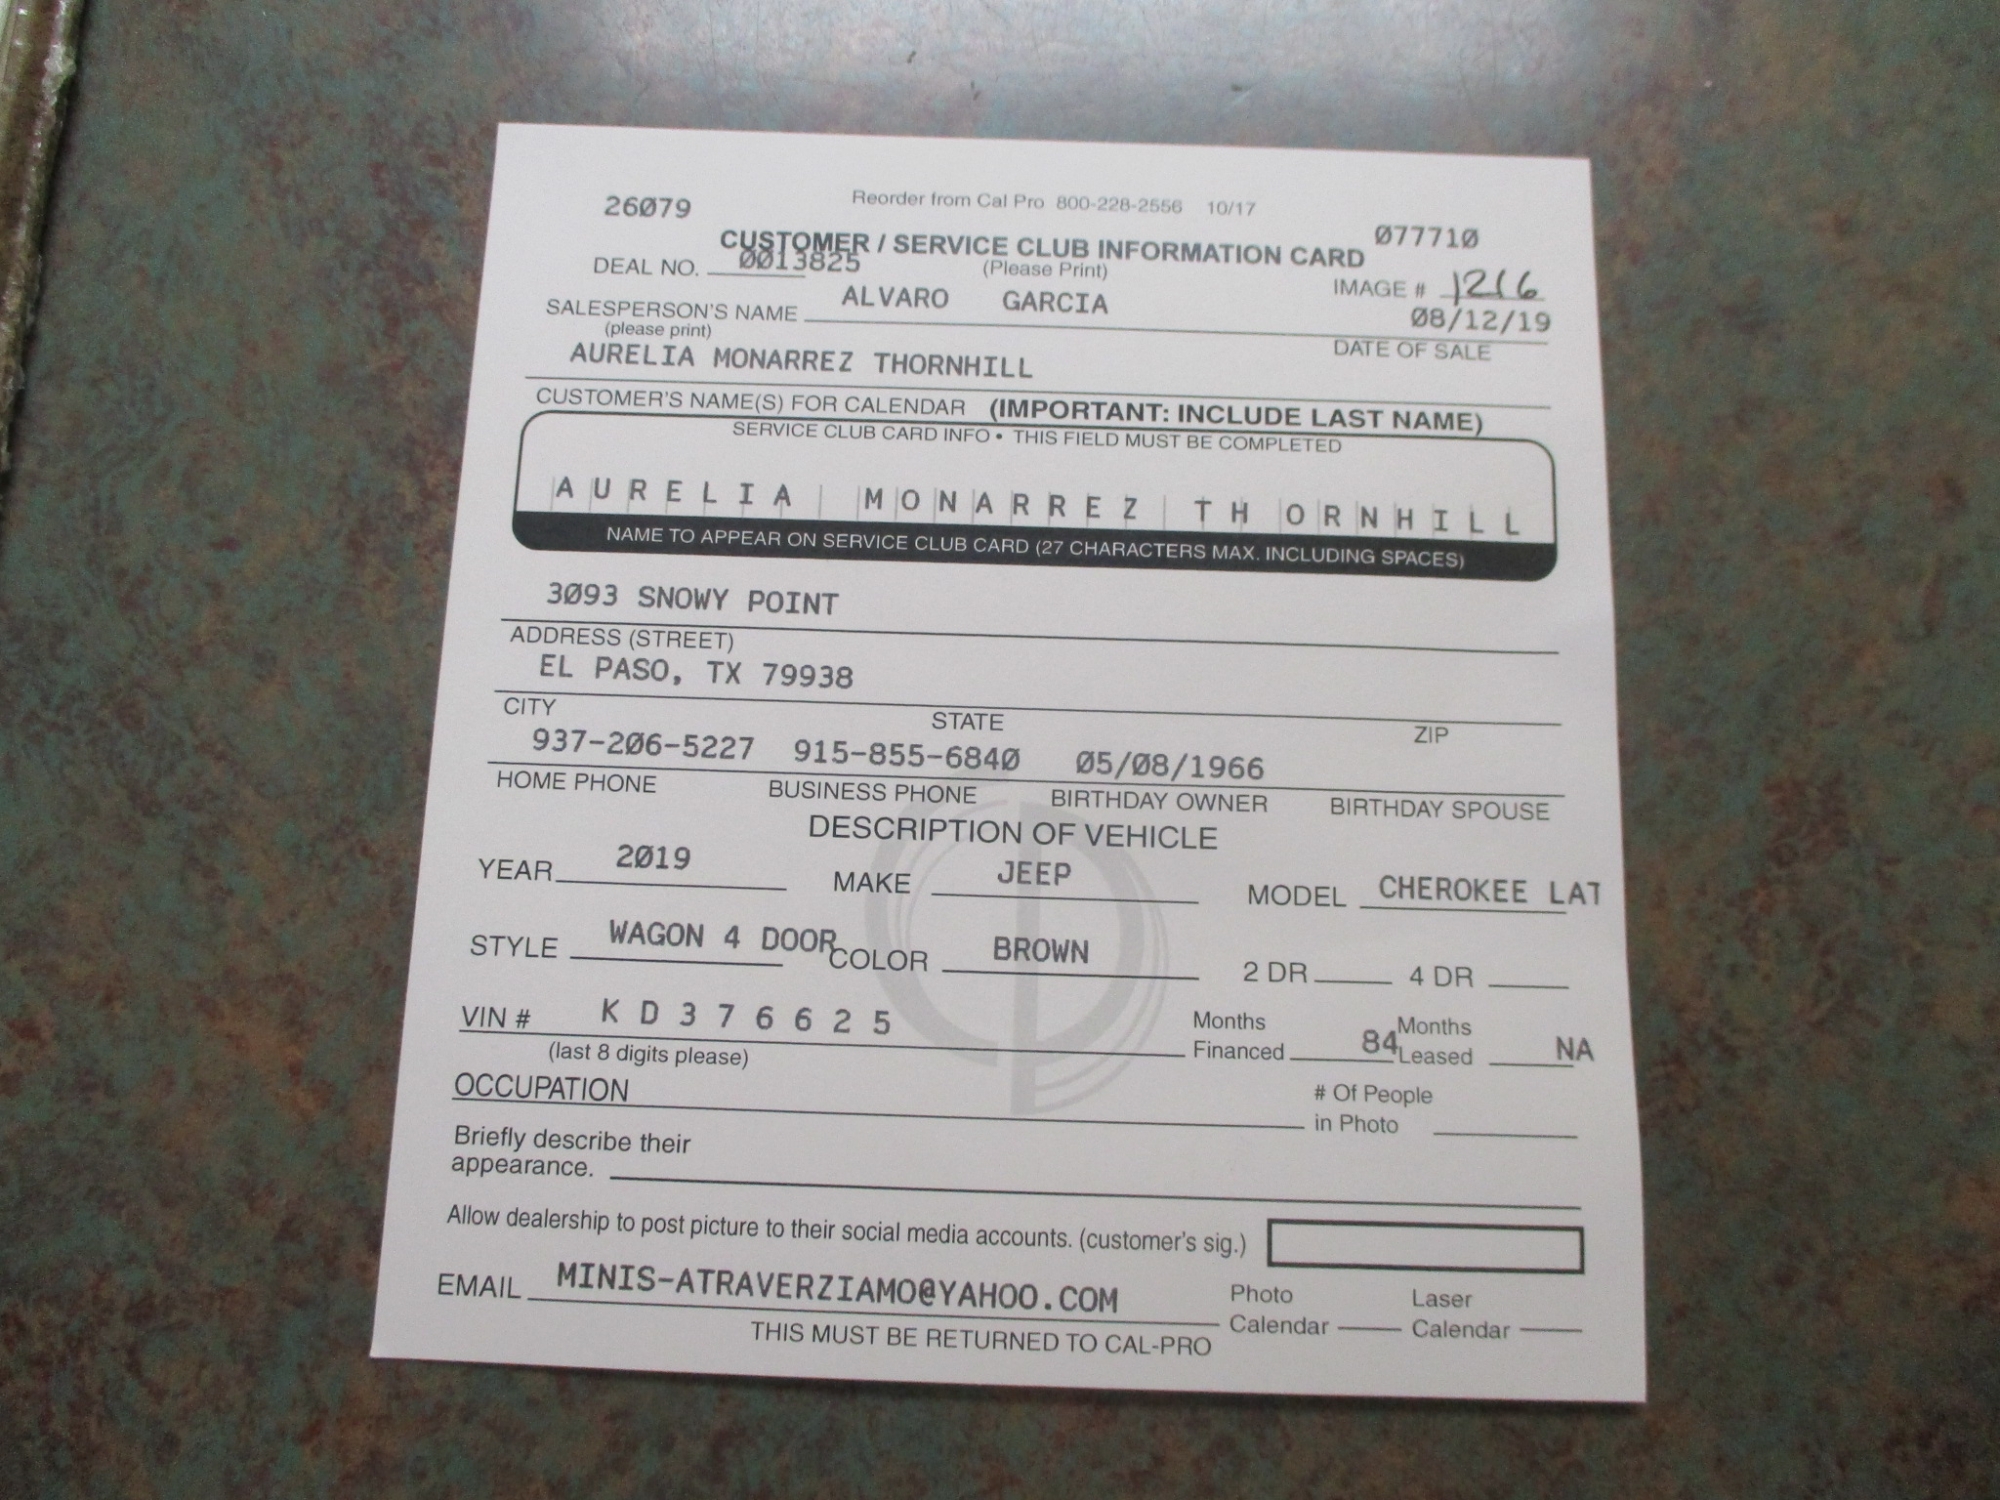 26079 Reorder from Cal Pro 800-228-2556 10/17 077710
CUSTOMER / SERVICE CLUB INFORMATION CARD
DEAL NO. 0013825 (Please Print) IMAGE # 1216
SALESPERSON'S NAME ALVARO GARCIA 08/12/19
(please print) DATE OF SALE
AURELIA MONARREZ THORNHILL
CUSTOMER'S NAME(S) FOR CALENDAR (IMPORTANT: INCLUDE LAST NAME)
SERVICE CLUB CARD INFO • THIS FIELD MUST BE COMPLETED
AURELIA MONARREZ THORNHILL
NAME TO APPEAR ON SERVICE CLUB CARD (27 CHARACTERS MAX. INCLUDING SPACES)
3093 SNOWY POINT
ADDRESS (STREET)
EL PASO, TX 79938
CITY STATE ZIP
937-206-5227 915-855-6840 05/08/1966
HOME PHONE BUSINESS PHONE BIRTHDAY OWNER BIRTHDAY SPOUSE
DESCRIPTION OF VEHICLE
YEAR 2019 MAKE JEEP MODEL CHEROKEE LAT
STYLE WAGON 4 DOOR COLOR BROWN 2 DR 4 DR
VIN # K D 3 7 6 6 2 5 Months Financed 84 Months Leased NA
(last 8 digits please)
OCCUPATION # Of People in Photo
Briefly describe their
appearance.
Allow dealership to post picture to their social media accounts. (customer's sig.)
EMAIL MINIS-ATRAVERZIAMO@YAHOO.COM Photo Calendar Laser Calendar
THIS MUST BE RETURNED TO CAL-PRO